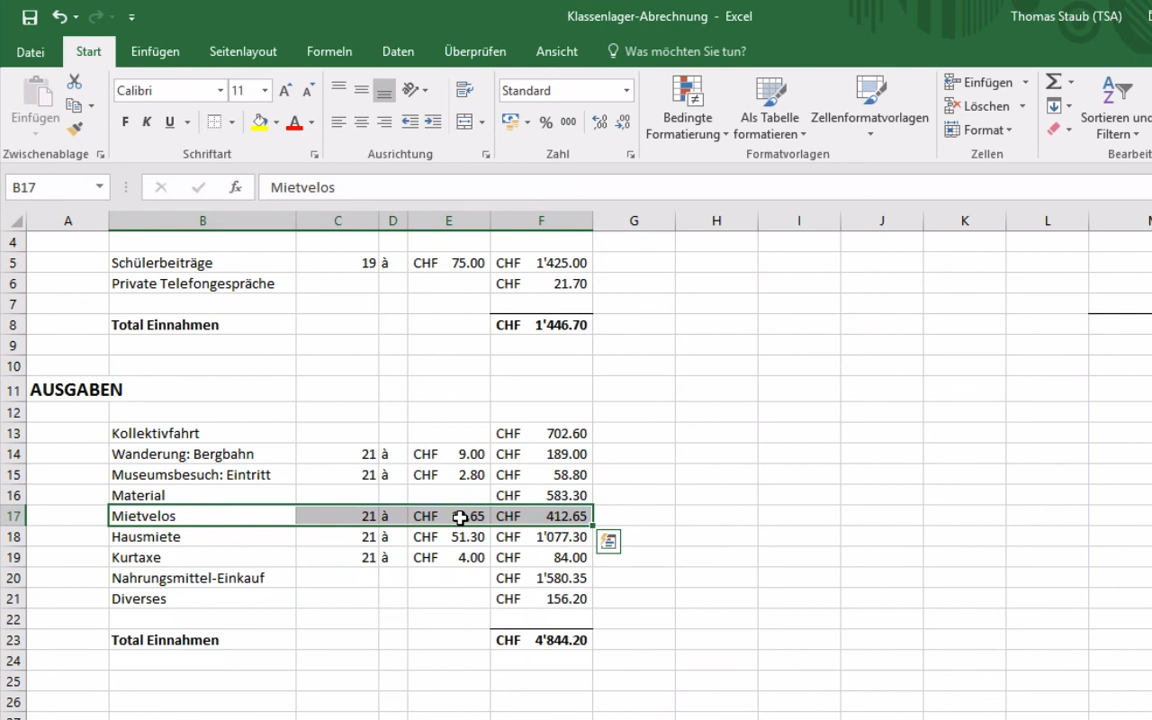 Klassenlager-Abrechnung - Excel Thomas Staub (TSA)
Datei Start Einfügen Seitenlayout Formeln Daten Überprüfen Ansicht Was möchten Sie tun?
Einfügen Calibri 11 Standard Bedingte Formatierung Als Tabelle formatieren Zellenformatvorlagen Einfügen Löschen Format Sortieren und Filtern
F K U A % 000
Zwischenablage Schriftart Ausrichtung Zahl Formatvorlagen Zellen Bearbeit
B17 fx Mietvelos
A B C D E F G H I J K L M
4
5 Schülerbeiträge 19 à CHF 75.00 CHF 1'425.00
6 Private Telefongespräche CHF 21.70
7
8 Total Einnahmen CHF 1'446.70
9
10
11 AUSGABEN
12
13 Kollektivfahrt CHF 702.60
14 Wanderung: Bergbahn 21 à CHF 9.00 CHF 189.00
15 Museumsbesuch: Eintritt 21 à CHF 2.80 CHF 58.80
16 Material CHF 583.30
17 Mietvelos 21 à CHF 65 CHF 412.65
18 Hausmiete 21 à CHF 51.30 CHF 1'077.30
19 Kurtaxe 21 à CHF 4.00 CHF 84.00
20 Nahrungsmittel-Einkauf CHF 1'580.35
21 Diverses CHF 156.20
22
23 Total Einnahmen CHF 4'844.20
24
25
26